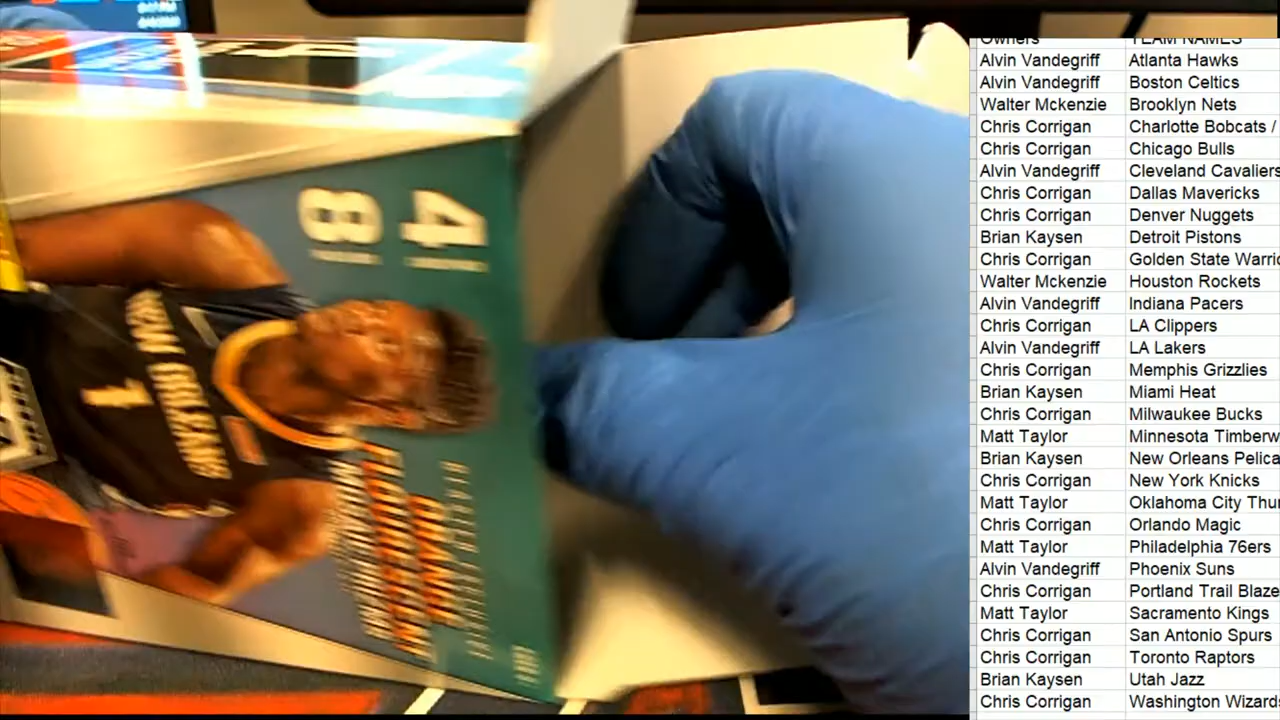 Owners TEAM NAMES
Alvin Vandegriff Atlanta Hawks
Alvin Vandegriff Boston Celtics
Walter Mckenzie Brooklyn Nets
Chris Corrigan Charlotte Bobcats /
Chris Corrigan Chicago Bulls
Alvin Vandegriff Cleveland Cavaliers
Chris Corrigan Dallas Mavericks
Chris Corrigan Denver Nuggets
Brian Kaysen Detroit Pistons
Chris Corrigan Golden State Warrio
Walter Mckenzie Houston Rockets
Alvin Vandegriff Indiana Pacers
Chris Corrigan LA Clippers
Alvin Vandegriff LA Lakers
Chris Corrigan Memphis Grizzlies
Brian Kaysen Miami Heat
Chris Corrigan Milwaukee Bucks
Matt Taylor Minnesota Timberw
Brian Kaysen New Orleans Pelica
Chris Corrigan New York Knicks
Matt Taylor Oklahoma City Thu
Chris Corrigan Orlando Magic
Matt Taylor Philadelphia 76ers
Alvin Vandegriff Phoenix Suns
Chris Corrigan Portland Trail Blaze
Matt Taylor Sacramento Kings
Chris Corrigan San Antonio Spurs
Chris Corrigan Toronto Raptors
Brian Kaysen Utah Jazz
Chris Corrigan Washington Wizard
4
8
1